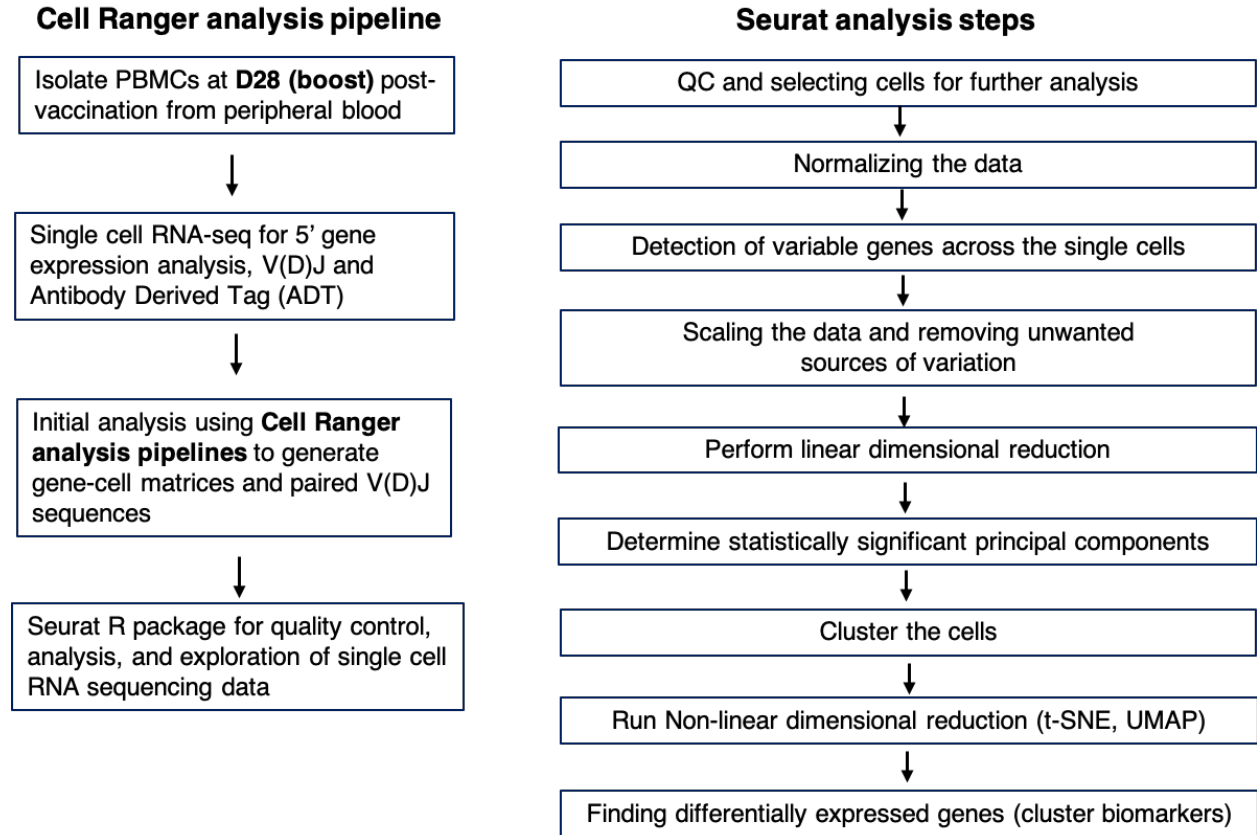 Cell Ranger analysis pipeline
Isolate PBMCs at D28 (boost) post-
vaccination from peripheral blood
Single cell RNA-seq for 5’ gene
expression analysis, V(D)J and
Antibody Derived Tag (ADT)
Initial analysis using Cell Ranger
analysis pipelines to generate
gene-cell matrices and paired V(D)J
sequences
Seurat R package for quality control,
analysis, and exploration of single cell
RNA sequencing data
Seurat analysis steps
QC and selecting cells for further analysis
Normalizing the data
Detection of variable genes across the single cells
Scaling the data and removing unwanted
sources of variation
Perform linear dimensional reduction
Determine statistically significant principal components
Cluster the cells
Run Non-linear dimensional reduction (t-SNE, UMAP)
Finding differentially expressed genes (cluster biomarkers)